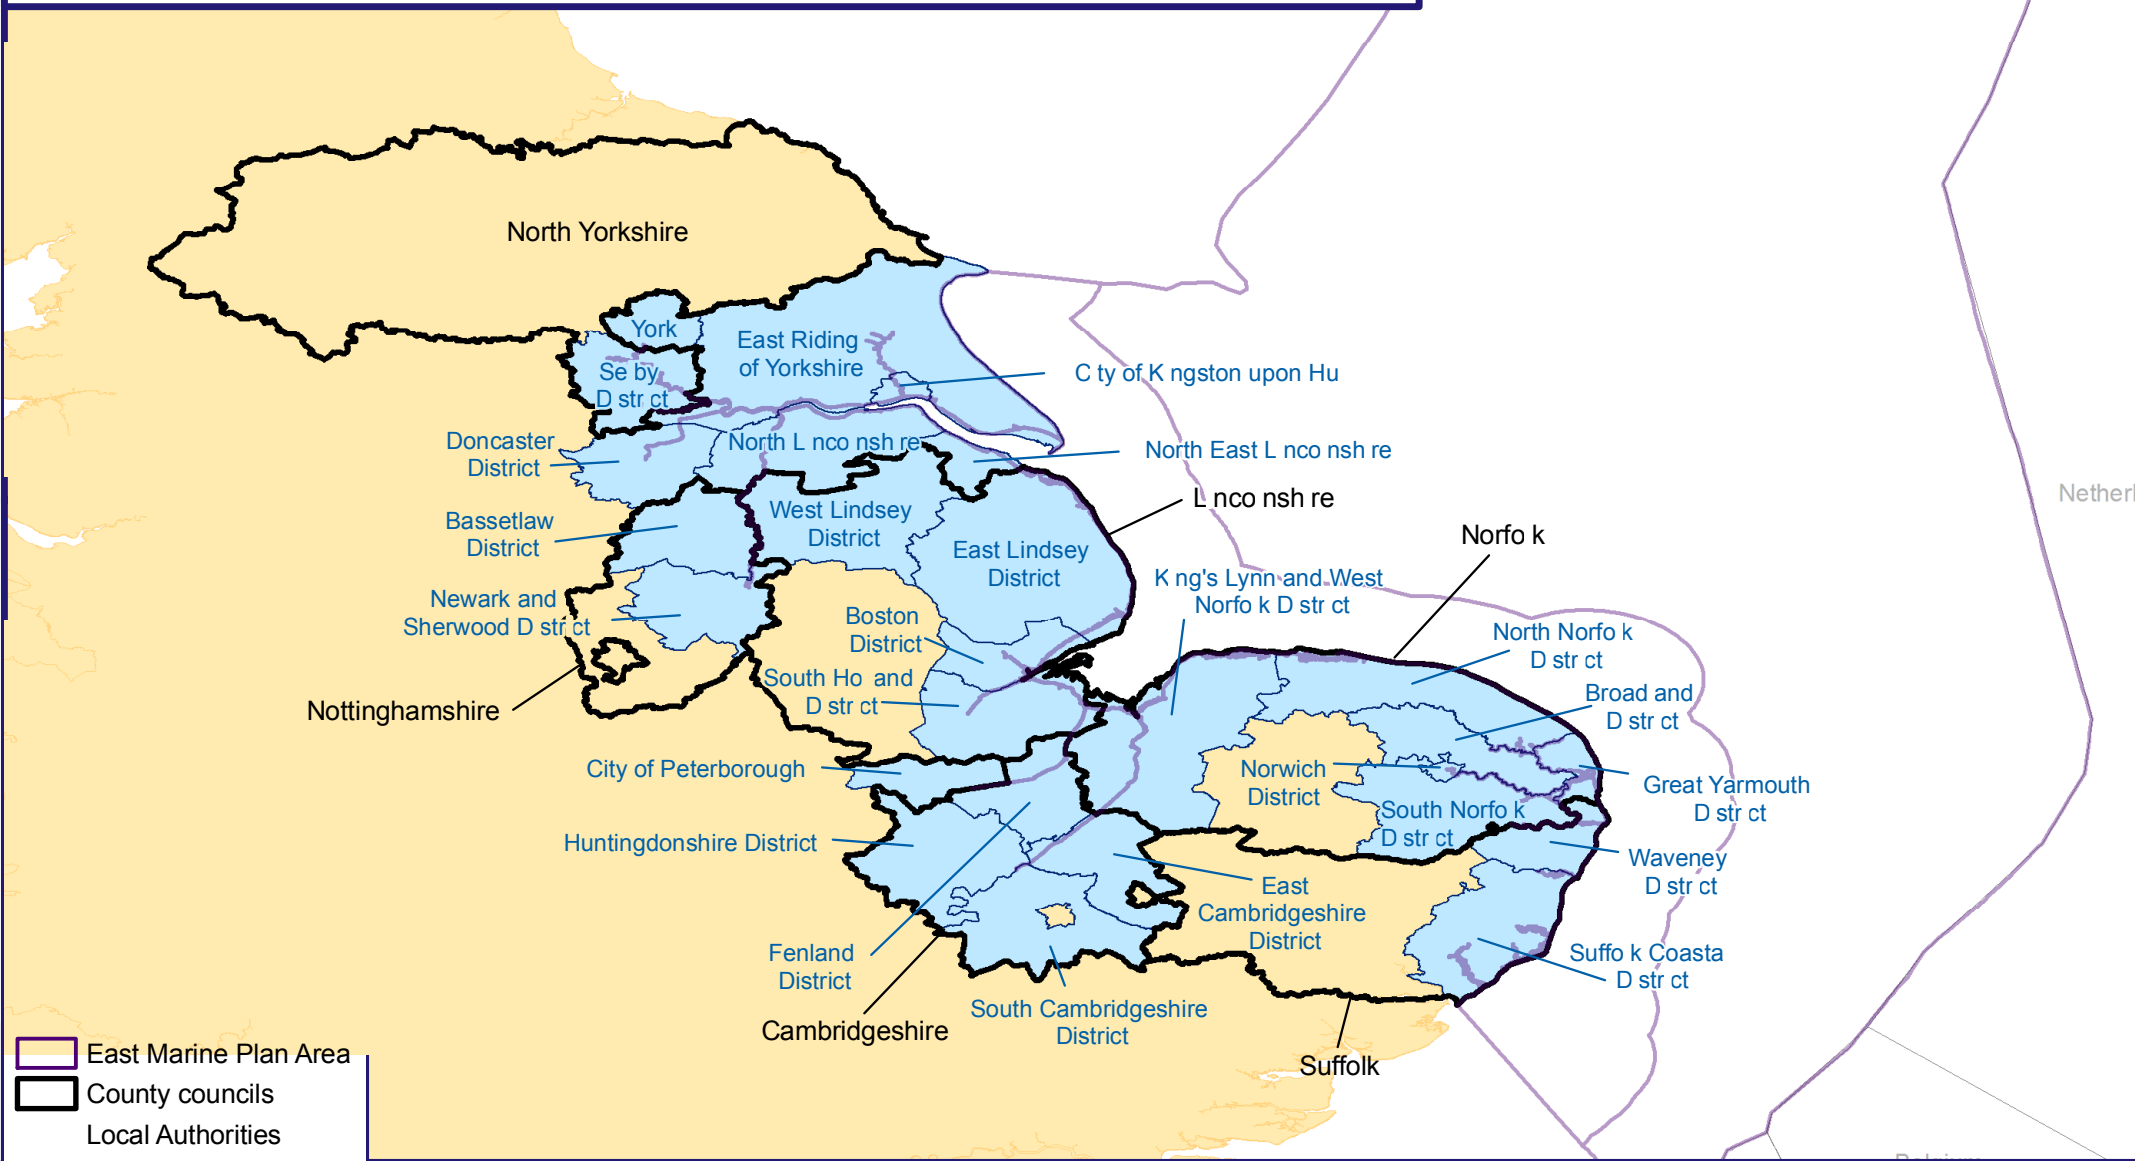 North Yorkshire
York
East Riding
of Yorkshire
Se by
D str ct
C ty of K ngston upon Hu
Doncaster
District
North L nco nsh re
North East L nco nsh re
L nco nsh re
Netherl
Bassetlaw
District
West Lindsey
District
East Lindsey
District
Norfo k
K ng's Lynn and West
Norfo k D str ct
Newark and
Sherwood D str ct
Boston
District
North Norfo k
D str ct
South Ho and
D str ct
Broad and
D str ct
Nottinghamshire
City of Peterborough
Norwich
District
Great Yarmouth
D str ct
South Norfo k
D str ct
Huntingdonshire District
Waveney
D str ct
East
Cambridgeshire
District
Fenland
District
Suffo k Coasta
D str ct
South Cambridgeshire
District
Cambridgeshire
Suffolk
East Marine Plan Area
County councils
Local Authorities
Belgium